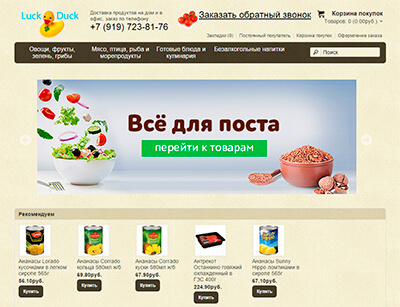 Luck Duck
Доставка продуктов на дом и в
офис, заказ по телефону
+7 (919) 723-81-76
Заказать обратный звонок
Корзина покупок
Товаров: 0 (0.00руб.)
Закладки (0) Постоянный покупатель Корзина покупок Оформление заказа
Овощи, фрукты, зелень, грибы
Мясо, птица, рыба и морепродукты
Готовые блюда и кулинария
Безалкогольные напитки
Поиск
Всё для поста
перейти к товарам
Рекомендуем
Ананасы Lorado
кусочками в легком
сиропе 565г
56.10руб.
Купить
Ананасы Corrado
кольца 580мл ж/б
69.80руб.
Купить
Ананасы Corrado
куски 580мл ж/б
67.90руб.
Купить
Антрекот
Останкино говяжий
охлажденный в
ГЗС 400г
224.90руб.
Купить
Ананасы Sunny
Hippo ломтиками в
сиропе 565г
67.10руб.
Купить